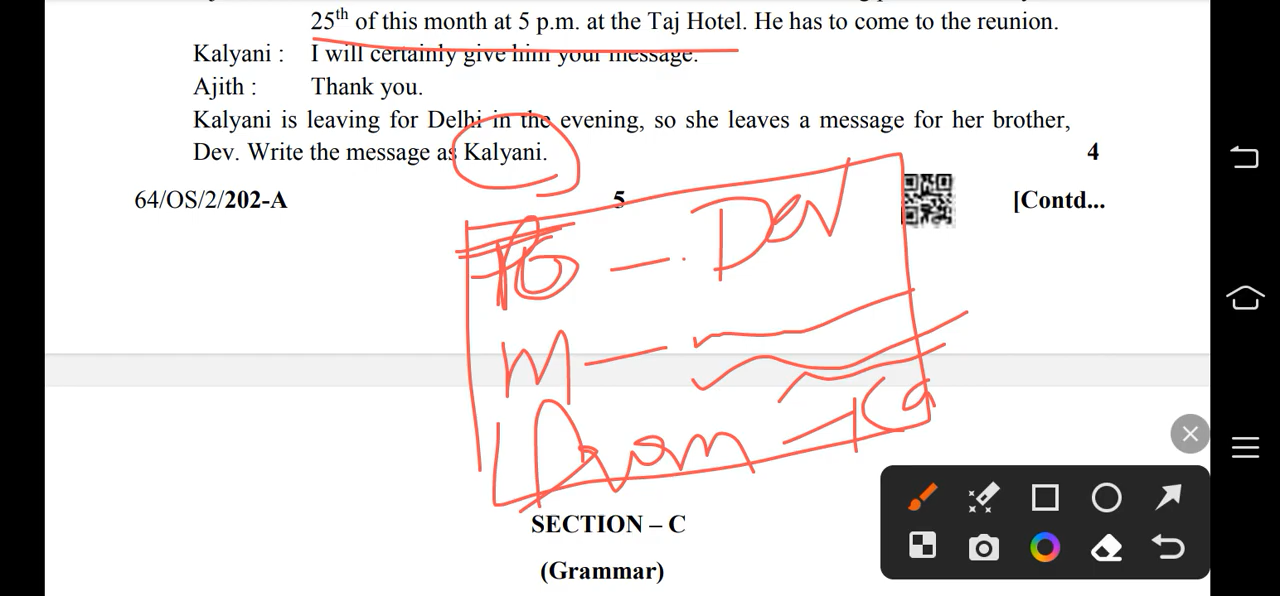 25th of this month at 5 p.m. at the Taj Hotel. He has to come to the reunion.
Kalyani : I will certainly give him your message.
Ajith : Thank you.
Kalyani is leaving for Delhi in the evening, so she leaves a message for her brother,
Dev. Write the message as Kalyani. 4
64/OS/2/202-A 5 [Contd...
To — Dev
M —
From — Ka
SECTION – C
(Grammar)